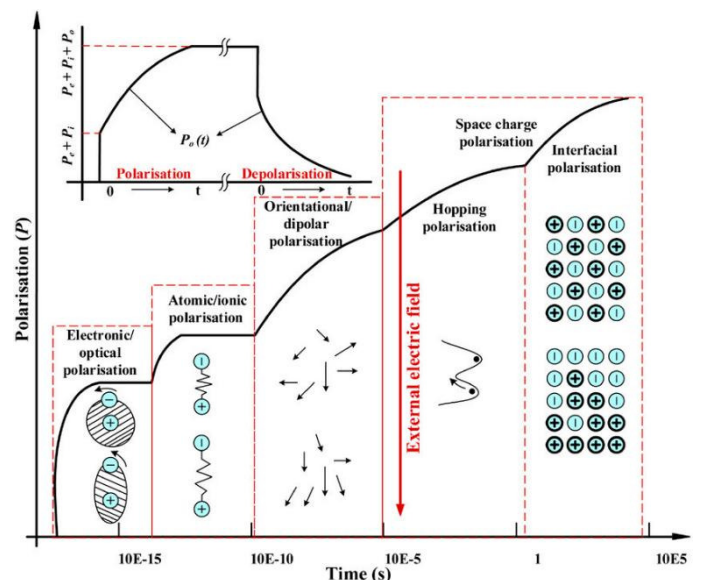 Pe + Pi + Po
Pe + Pi
Po (t)
Polarisation
Depolarisation
0
t
0
t
Polarisation (P)
Electronic/
optical
polarisation
Atomic/ionic
polarisation
Orientational/
dipolar
polarisation
Space charge
polarisation
Hopping
polarisation
Interfacial
polarisation
External electric field
−
+
−
+
−
+
−
+
+ − + −
− + − +
+ − + −
− + − +
+ − + −
− − − −
− + − −
− + + −
+ − + +
+ + + +
10E-15
10E-10
10E-5
1
10E5
Time (s)